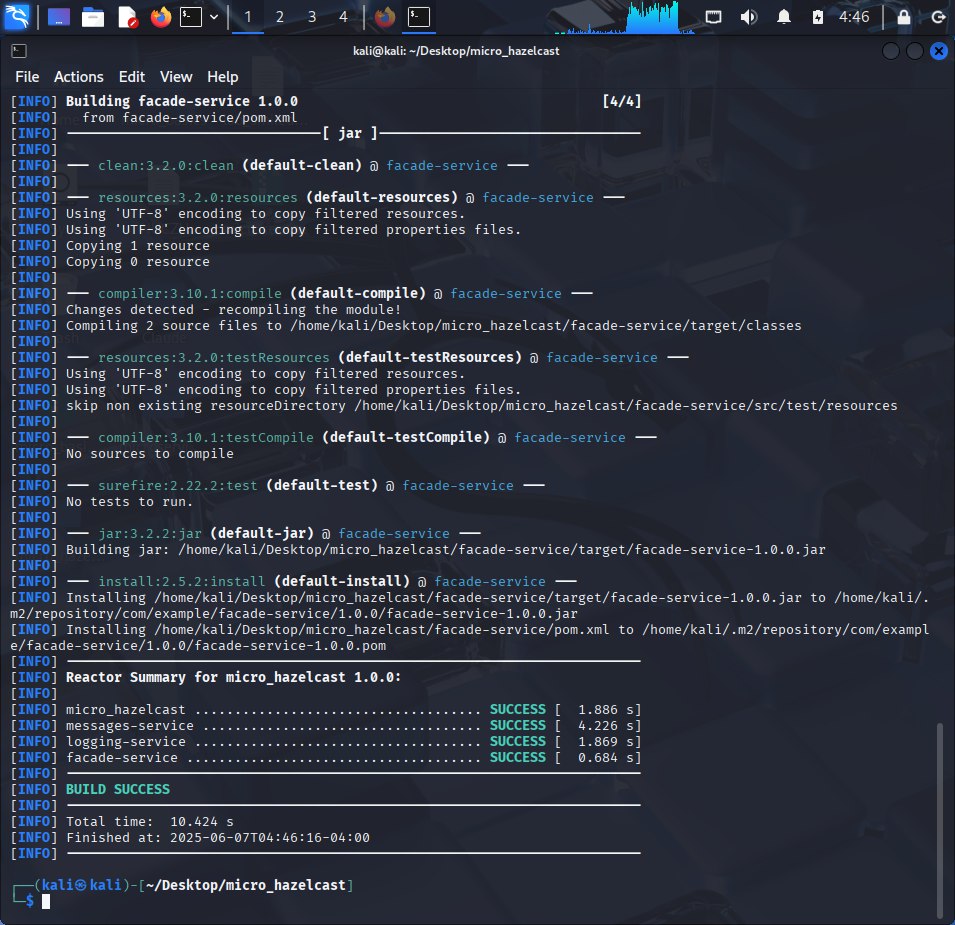 1 2 3 4 4:46
kali@kali: ~/Desktop/micro_hazelcast
File Actions Edit View Help
[INFO] Building facade-service 1.0.0 [4/4]
[INFO]   from facade-service/pom.xml
[INFO] ────────────────────────────────[ jar ]─────────────────────────────────
[INFO]
[INFO] ─── clean:3.2.0:clean (default-clean) @ facade-service ───
[INFO]
[INFO] ─── resources:3.2.0:resources (default-resources) @ facade-service ───
[INFO] Using 'UTF-8' encoding to copy filtered resources.
[INFO] Using 'UTF-8' encoding to copy filtered properties files.
[INFO] Copying 1 resource
[INFO] Copying 0 resource
[INFO]
[INFO] ─── compiler:3.10.1:compile (default-compile) @ facade-service ───
[INFO] Changes detected - recompiling the module!
[INFO] Compiling 2 source files to /home/kali/Desktop/micro_hazelcast/facade-service/target/classes
[INFO]
[INFO] ─── resources:3.2.0:testResources (default-testResources) @ facade-service ───
[INFO] Using 'UTF-8' encoding to copy filtered resources.
[INFO] Using 'UTF-8' encoding to copy filtered properties files.
[INFO] skip non existing resourceDirectory /home/kali/Desktop/micro_hazelcast/facade-service/src/test/resources
[INFO]
[INFO] ─── compiler:3.10.1:testCompile (default-testCompile) @ facade-service ───
[INFO] No sources to compile
[INFO]
[INFO] ─── surefire:2.22.2:test (default-test) @ facade-service ───
[INFO] No tests to run.
[INFO]
[INFO] ─── jar:3.2.2:jar (default-jar) @ facade-service ───
[INFO] Building jar: /home/kali/Desktop/micro_hazelcast/facade-service/target/facade-service-1.0.0.jar
[INFO]
[INFO] ─── install:2.5.2:install (default-install) @ facade-service ───
[INFO] Installing /home/kali/Desktop/micro_hazelcast/facade-service/target/facade-service-1.0.0.jar to /home/kali/.
m2/repository/com/example/facade-service/1.0.0/facade-service-1.0.0.jar
[INFO] Installing /home/kali/Desktop/micro_hazelcast/facade-service/pom.xml to /home/kali/.m2/repository/com/exampl
e/facade-service/1.0.0/facade-service-1.0.0.pom
[INFO] ────────────────────────────────────────────────────────────────────────
[INFO] Reactor Summary for micro_hazelcast 1.0.0:
[INFO]
[INFO] micro_hazelcast .................................... SUCCESS [  1.886 s]
[INFO] messages-service ................................... SUCCESS [  4.226 s]
[INFO] logging-service .................................... SUCCESS [  1.869 s]
[INFO] facade-service ..................................... SUCCESS [  0.684 s]
[INFO] ────────────────────────────────────────────────────────────────────────
[INFO] BUILD SUCCESS
[INFO] ────────────────────────────────────────────────────────────────────────
[INFO] Total time:  10.424 s
[INFO] Finished at: 2025-06-07T04:46:16-04:00
[INFO] ────────────────────────────────────────────────────────────────────────
┌──(kali㉿kali)-[~/Desktop/micro_hazelcast]
└─$